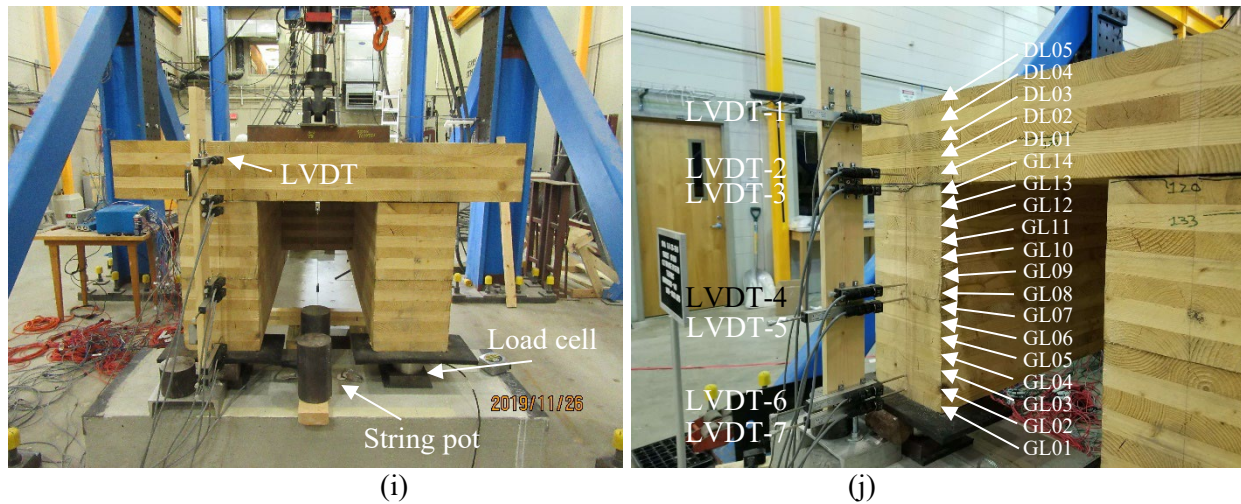 LVDT
Load cell
2019/11/26
String pot
(i)
LVDT-1
LVDT-2
LVDT-3
LVDT-4
LVDT-5
LVDT-6
LVDT-7
DL05
DL04
DL03
DL02
DL01
GL14
GL13
GL12
GL11
GL10
GL09
GL08
GL07
GL06
GL05
GL04
GL03
GL02
GL01
120
133
(j)